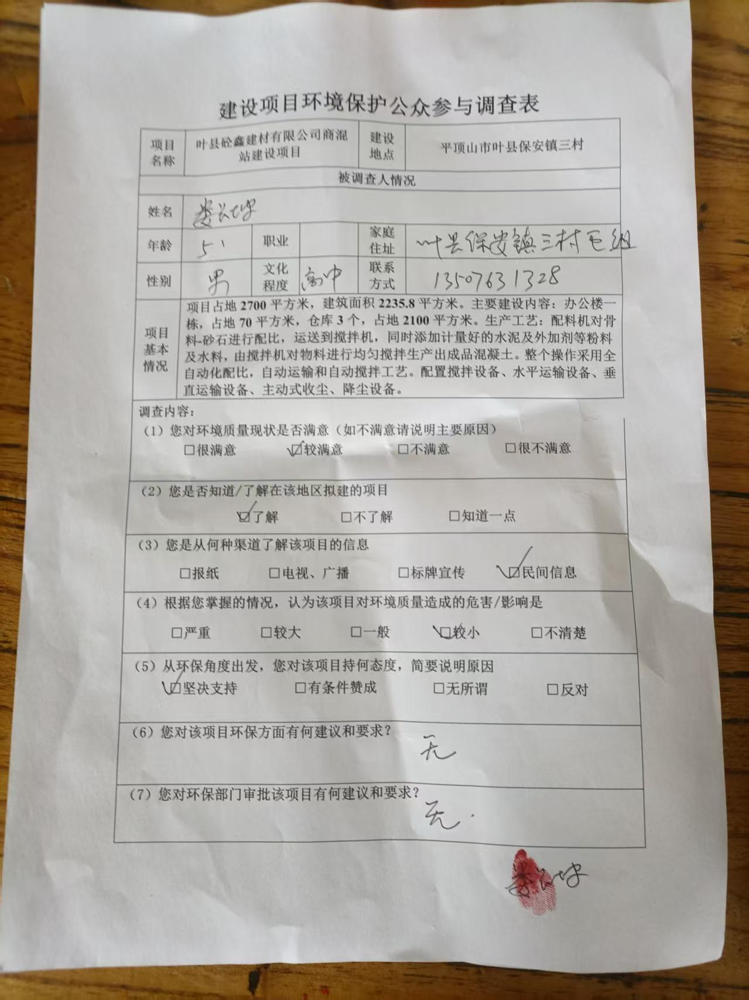 建设项目环境保护公众参与调查表
项目名称
叶县砼鑫建材有限公司商混
站建设项目
建设地点
平顶山市叶县保安镇三村
被调查人情况
姓名
娄
年龄
51
职业
家庭住址
叶县保安镇三村 组
性别
男
文化程度
高中
联系方式
13507631328
项目基本情况
项目占地 2700 平方米，建筑面积 2235.8 平方米。主要建设内容：办公楼一
栋，占地 70 平方米，仓库 3 个，占地 2100 平方米。生产工艺：配料机对骨
料-砂石进行配比，运送到搅拌机，同时添加计量好的水泥及外加剂等粉料
及水料，由搅拌机对物料进行均匀搅拌生产出成品混凝土。整个操作采用全
自动化配比，自动运输和自动搅拌工艺。配置搅拌设备、水平运输设备、垂
直运输设备、主动式收尘、降尘设备。
调查内容：
（1）您对环境质量现状是否满意（如不满意请说明主要原因）
□很满意 ☑较满意 □不满意 □很不满意
（2）您是否知道/了解在该地区拟建的项目
☑了解 □不了解 □知道一点
（3）您是从何种渠道了解该项目的信息
□报纸 □电视、广播 □标牌宣传 ☑民间信息
（4）根据您掌握的情况，认为该项目对环境质量造成的危害/影响是
□严重 □较大 □一般 ☑较小 □不清楚
（5）从环保角度出发，您对该项目持何态度，简要说明原因
☑坚决支持 □有条件赞成 □无所谓 □反对
（6）您对该项目环保方面有何建议和要求？
无
（7）您对环保部门审批该项目有何建议和要求？
无.
娄